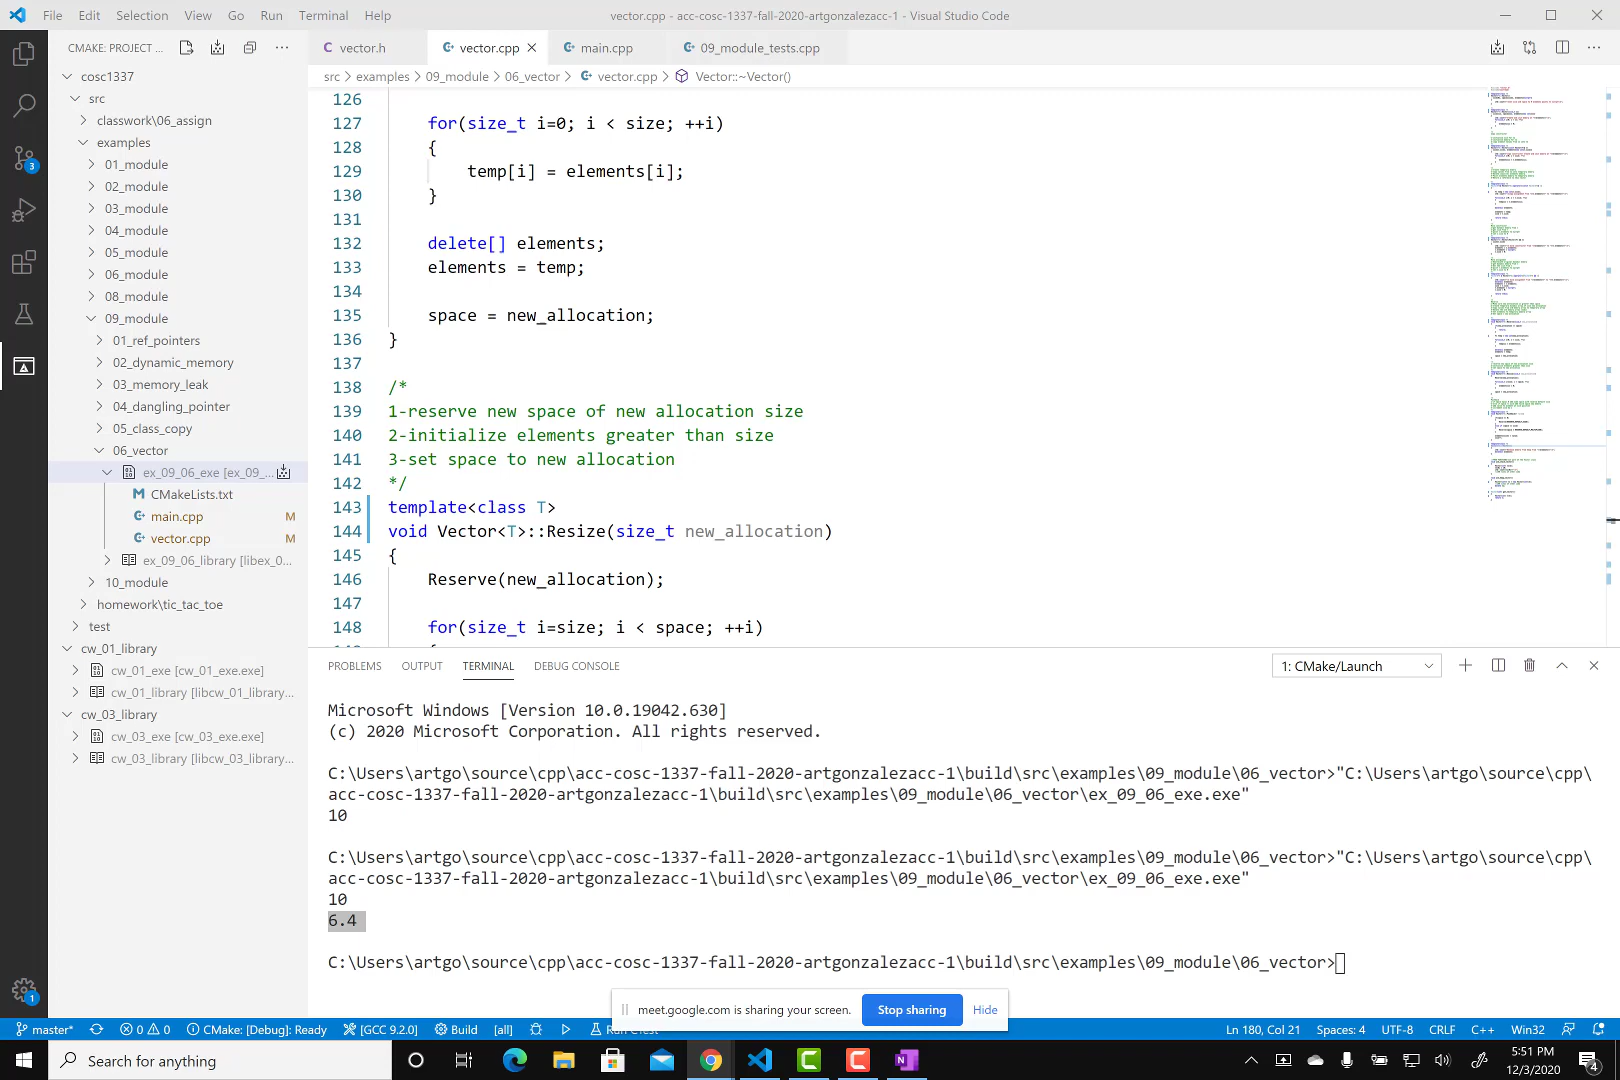 File Edit Selection View Go Run Terminal Help
vector.cpp - acc-cosc-1337-fall-2020-artgonzalezacc-1 - Visual Studio Code
CMAKE: PROJECT ...
vector.h
vector.cpp
main.cpp
09_module_tests.cpp
src > examples > 09_module > 06_vector > vector.cpp > Vector::~Vector()
cosc1337
src
classwork\06_assign
examples
01_module
02_module
03_module
04_module
05_module
06_module
08_module
09_module
01_ref_pointers
02_dynamic_memory
03_memory_leak
04_dangling_pointer
05_class_copy
06_vector
ex_09_06_exe [ex_09_...
CMakeLists.txt
main.cpp M
vector.cpp M
ex_09_06_library [libex_0...
10_module
homework\tic_tac_toe
test
cw_01_library
cw_01_exe [cw_01_exe.exe]
cw_01_library [libcw_01_library...
cw_03_library
cw_03_exe [cw_03_exe.exe]
cw_03_library [libcw_03_library...
3
1
126
127 for(size_t i=0; i < size; ++i)
128 {
129 temp[i] = elements[i];
130 }
131
132 delete[] elements;
133 elements = temp;
134
135 space = new_allocation;
136 }
137
138 /*
139 1-reserve new space of new allocation size
140 2-initialize elements greater than size
141 3-set space to new allocation
142 */
143 template<class T>
144 void Vector<T>::Resize(size_t new_allocation)
145 {
146 Reserve(new_allocation);
147
148 for(size_t i=size; i < space; ++i)
PROBLEMS OUTPUT TERMINAL DEBUG CONSOLE
1: CMake/Launch
Microsoft Windows [Version 10.0.19042.630]
(c) 2020 Microsoft Corporation. All rights reserved.
C:\Users\artgo\source\cpp\acc-cosc-1337-fall-2020-artgonzalezacc-1\build\src\examples\09_module\06_vector>"C:\Users\artgo\source\cpp\
acc-cosc-1337-fall-2020-artgonzalezacc-1\build\src\examples\09_module\06_vector\ex_09_06_exe.exe"
10
C:\Users\artgo\source\cpp\acc-cosc-1337-fall-2020-artgonzalezacc-1\build\src\examples\09_module\06_vector>"C:\Users\artgo\source\cpp\
acc-cosc-1337-fall-2020-artgonzalezacc-1\build\src\examples\09_module\06_vector\ex_09_06_exe.exe"
10
6.4
C:\Users\artgo\source\cpp\acc-cosc-1337-fall-2020-artgonzalezacc-1\build\src\examples\09_module\06_vector>
meet.google.com is sharing your screen. Stop sharing Hide
master* 0 0 CMake: [Debug]: Ready [GCC 9.2.0] Build [all] Run CTest
Ln 180, Col 21 Spaces: 4 UTF-8 CRLF C++ Win32
Search for anything
5:51 PM
12/3/2020
4